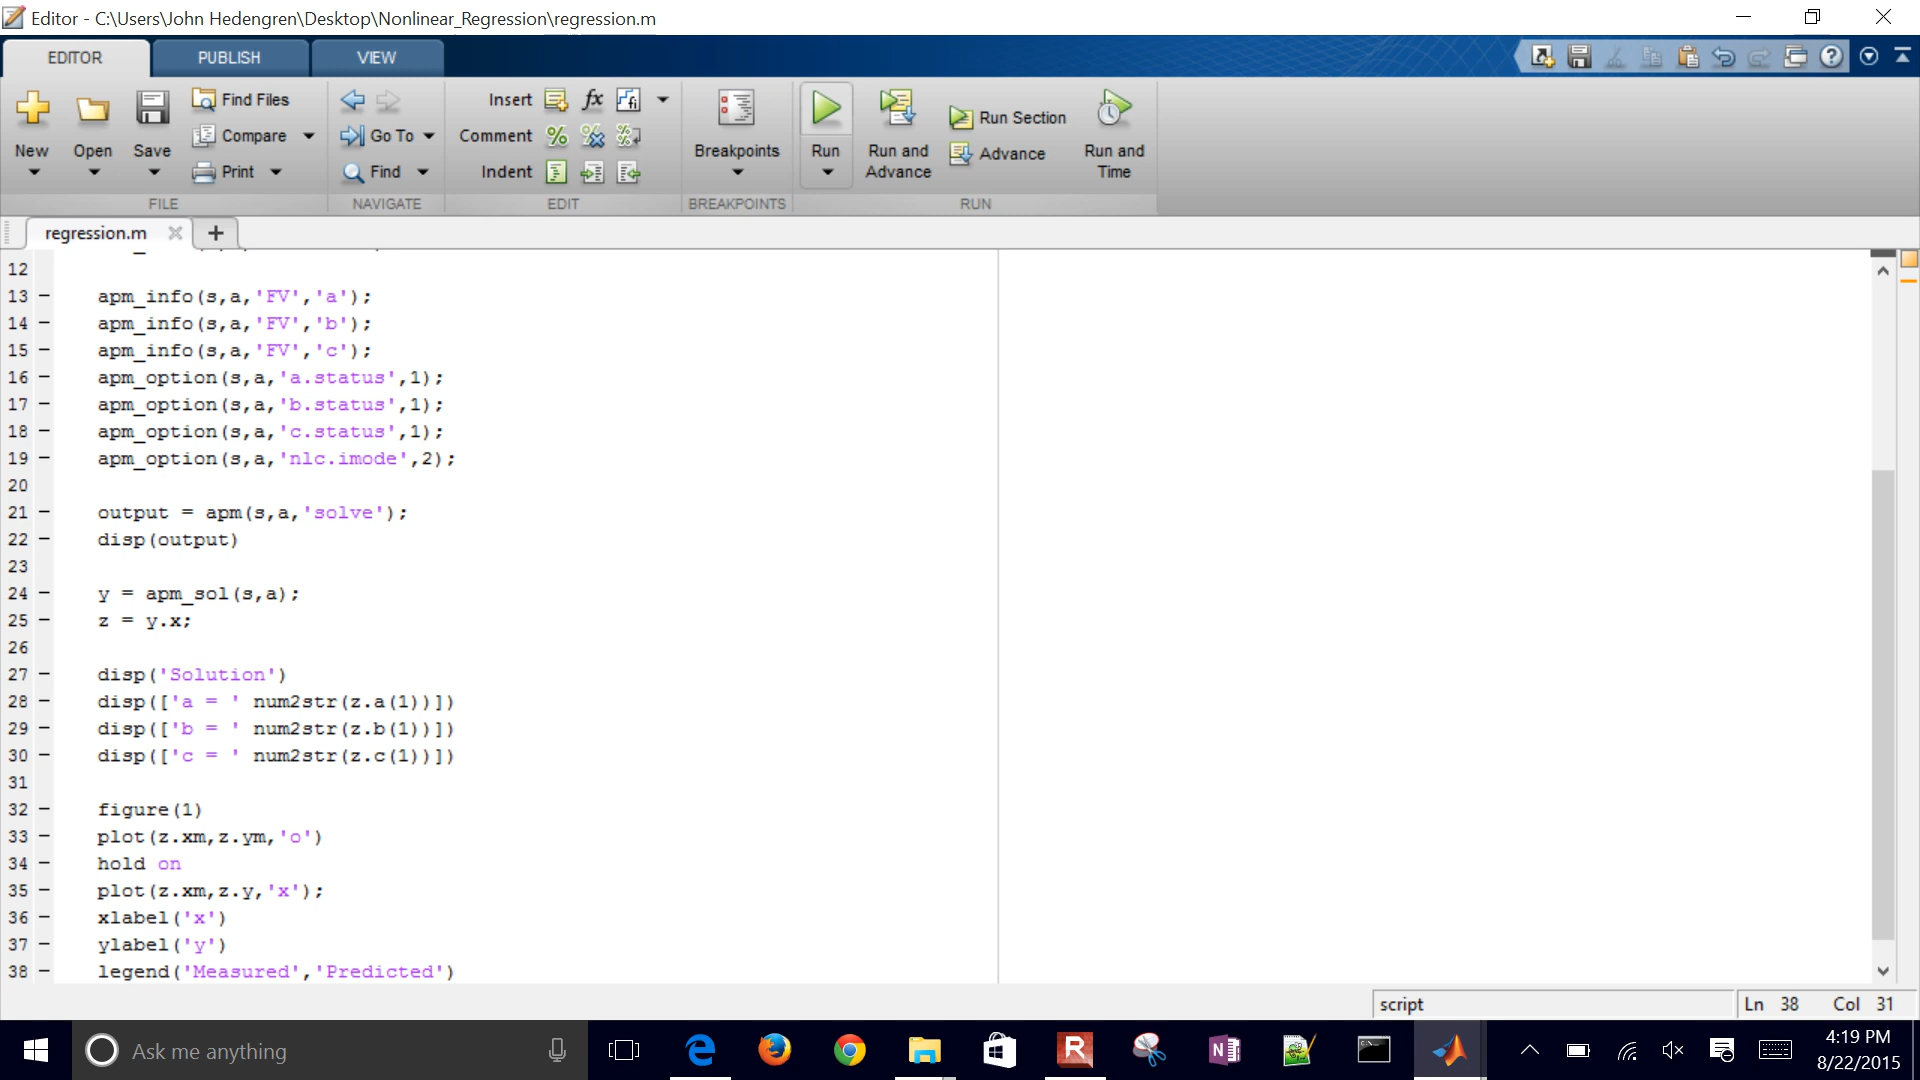 Editor - C:\Users\John Hedengren\Desktop\Nonlinear_Regression\regression.m
EDITOR PUBLISH VIEW
New Open Save Find Files Compare Print
Go To Find
Insert Comment Indent
Breakpoints
Run Run and Advance Run Section Advance Run and Time
FILE NAVIGATE EDIT BREAKPOINTS RUN
regression.m
12
13 apm_info(s,a,'FV','a');
14 apm_info(s,a,'FV','b');
15 apm_info(s,a,'FV','c');
16 apm_option(s,a,'a.status',1);
17 apm_option(s,a,'b.status',1);
18 apm_option(s,a,'c.status',1);
19 apm_option(s,a,'nlc.imode',2);
20
21 output = apm(s,a,'solve');
22 disp(output)
23
24 y = apm_sol(s,a);
25 z = y.x;
26
27 disp('Solution')
28 disp(['a = ' num2str(z.a(1))])
29 disp(['b = ' num2str(z.b(1))])
30 disp(['c = ' num2str(z.c(1))])
31
32 figure(1)
33 plot(z.xm,z.ym,'o')
34 hold on
35 plot(z.xm,z.y,'x');
36 xlabel('x')
37 ylabel('y')
38 legend('Measured','Predicted')
script Ln 38 Col 31
Ask me anything
4:19 PM
8/22/2015